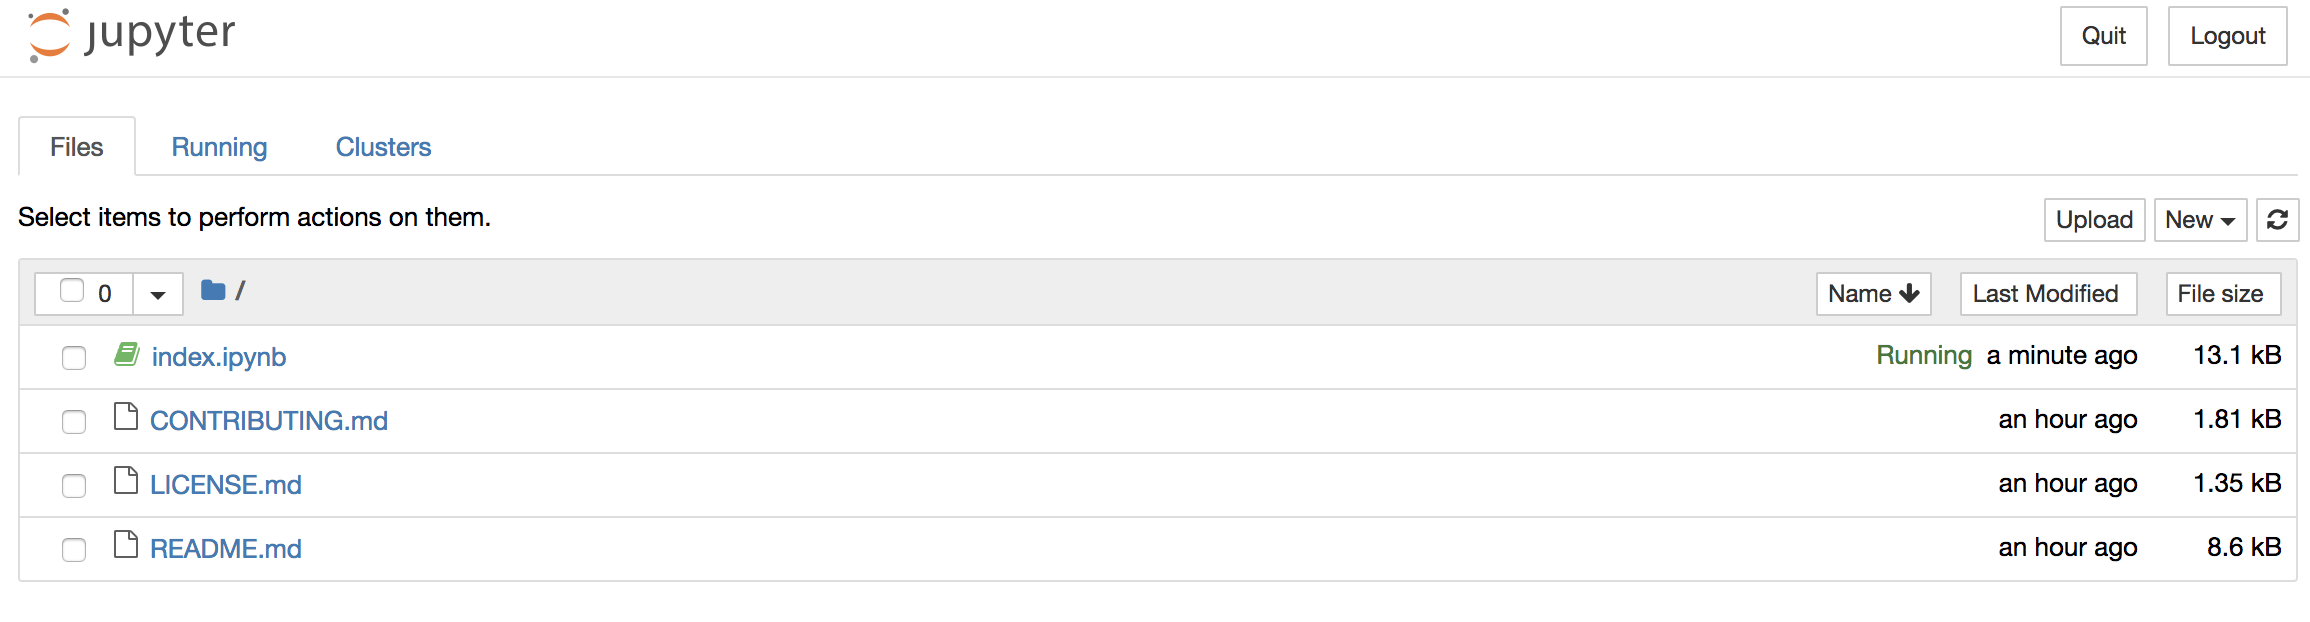 jupyter Quit Logout
Files Running Clusters
Select items to perform actions on them. Upload New
0 / Name Last Modified File size
index.ipynb Running a minute ago 13.1 kB
CONTRIBUTING.md an hour ago 1.81 kB
LICENSE.md an hour ago 1.35 kB
README.md an hour ago 8.6 kB